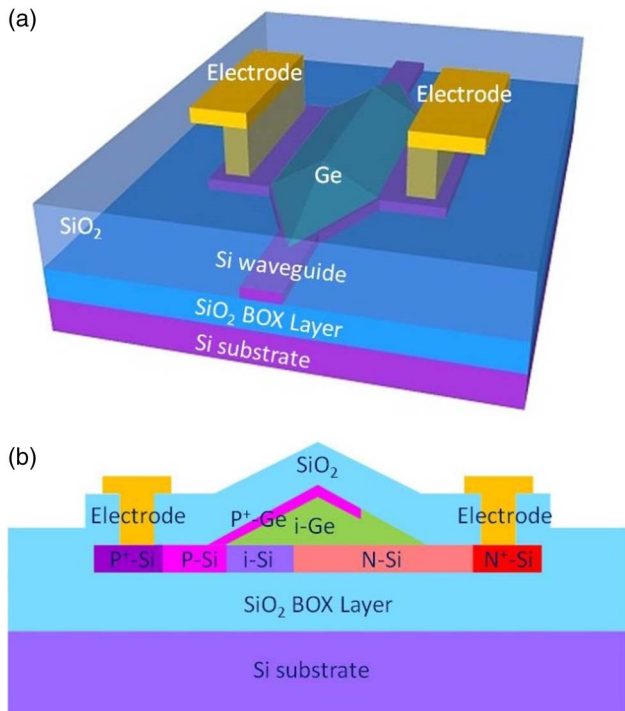 (a)
Electrode
Electrode
Ge
SiO₂
Si waveguide
SiO₂ BOX Layer
Si substrate
(b)
SiO₂
Electrode
P⁺-Ge
i-Ge
Electrode
P⁺-Si
P-Si
i-Si
N-Si
N⁺-Si
SiO₂ BOX Layer
Si substrate